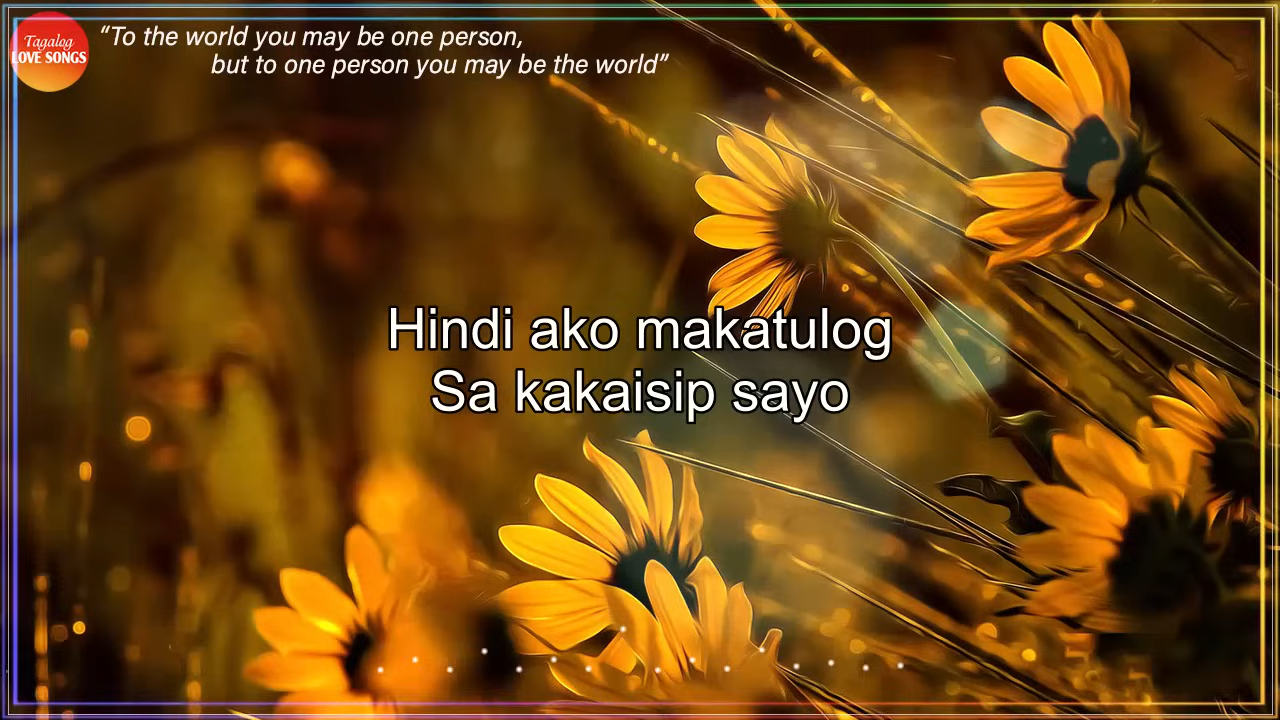 Tagalog
LOVE SONGS
“To the world you may be one person,
but to one person you may be the world”
Hindi ako makatulog
Sa kakaisip sayo